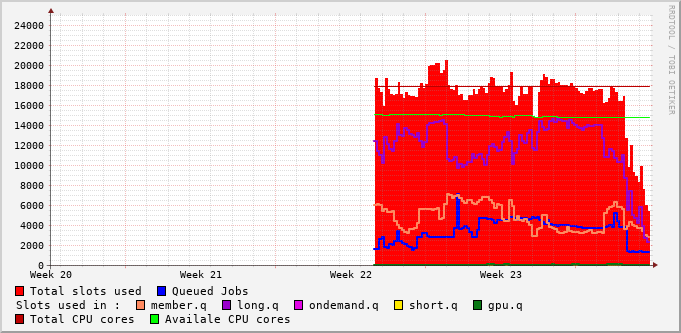 24000
22000
20000
18000
16000
14000
12000
10000
8000
6000
4000
2000
0
Week 20 Week 21 Week 22 Week 23
Total slots used Queued Jobs
Slots used in : member.q long.q ondemand.q short.q gpu.q
Total CPU cores Availale CPU cores
RRDTOOL / TOBI OETIKER